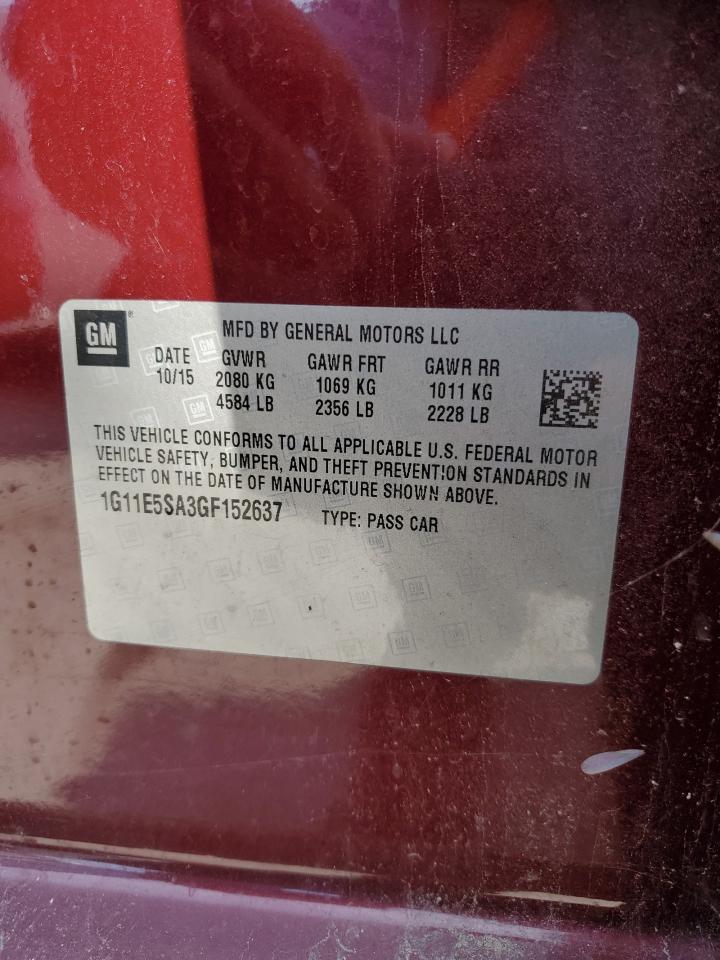 GM
MFD BY GENERAL MOTORS LLC
DATE GVWR GAWR FRT GAWR RR
10/15 2080 KG 1069 KG 1011 KG
4584 LB 2356 LB 2228 LB
THIS VEHICLE CONFORMS TO ALL APPLICABLE U.S. FEDERAL MOTOR
VEHICLE SAFETY, BUMPER, AND THEFT PREVENTION STANDARDS IN
EFFECT ON THE DATE OF MANUFACTURE SHOWN ABOVE.
1G11E5SA3GF152637 TYPE: PASS CAR